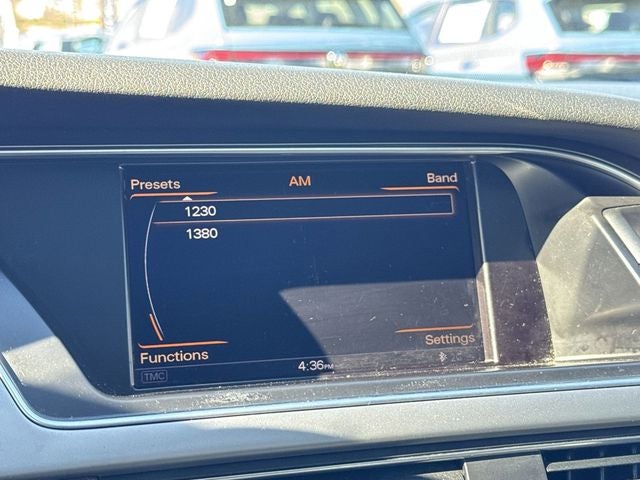 Presets AM Band
1230
1380
Functions Settings
TMC 4:36PM